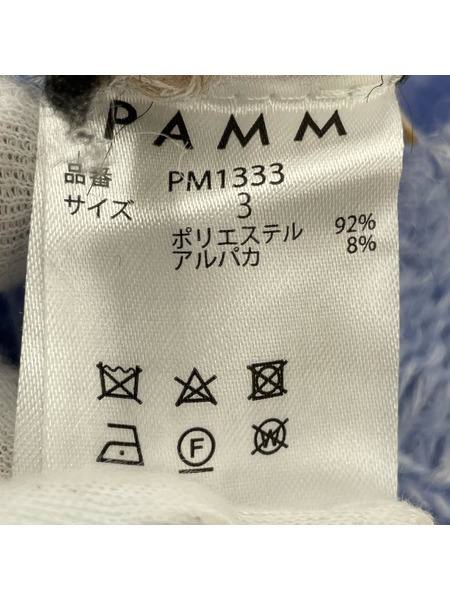 PAMM
品番 PM1333
サイズ 3
ポリエステル 92%
アルパカ 8%
F W